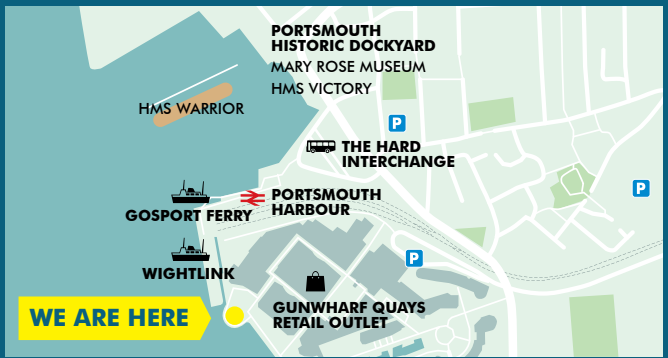 PORTSMOUTH
HISTORIC DOCKYARD
MARY ROSE MUSEUM
HMS VICTORY
HMS WARRIOR
P
THE HARD
INTERCHANGE
P
PORTSMOUTH
HARBOUR
GOSPORT FERRY
P
WIGHTLINK
GUNWHARF QUAYS
RETAIL OUTLET
WE ARE HERE